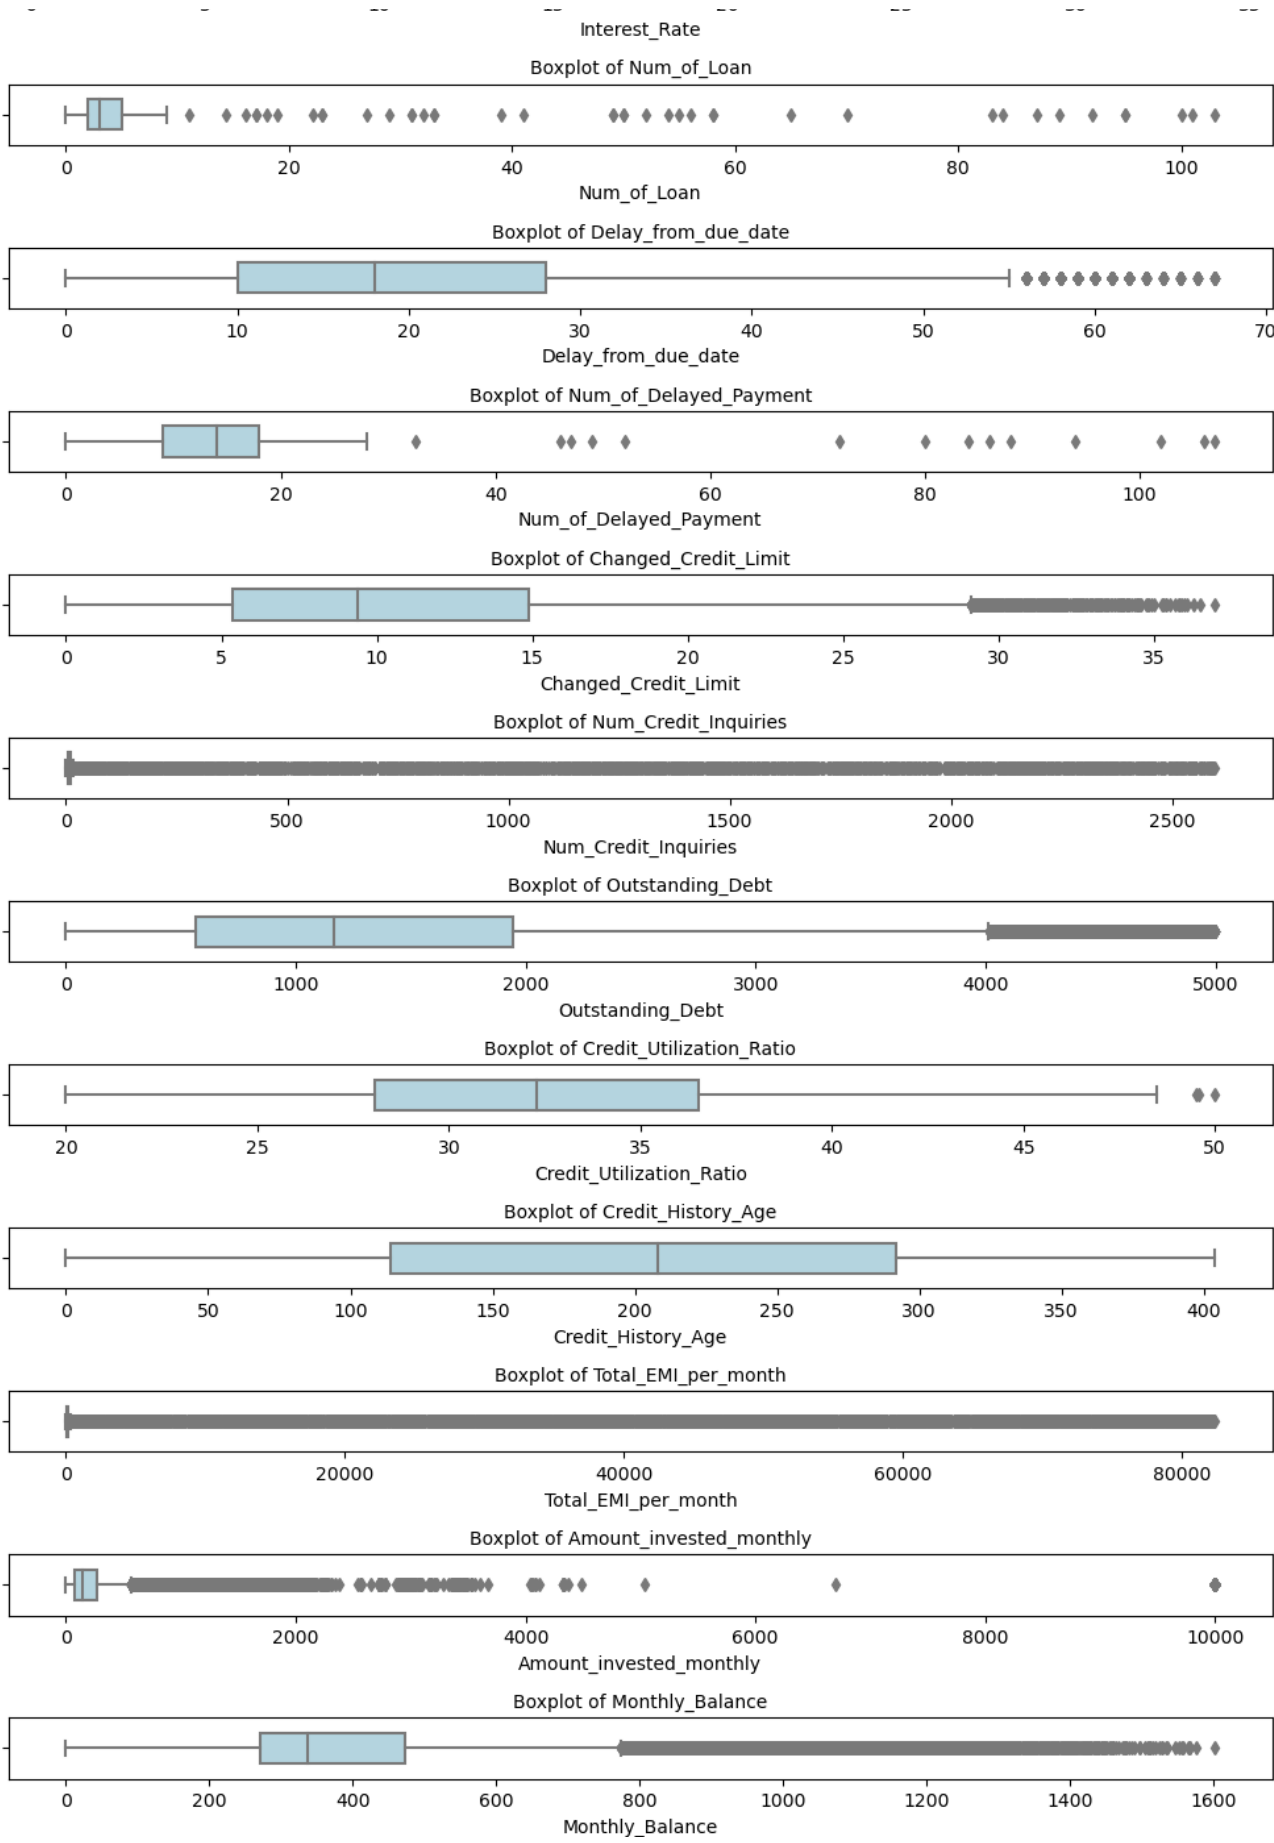 Interest_Rate
Boxplot of Num_of_Loan
0 20 40 60 80 100
Num_of_Loan
Boxplot of Delay_from_due_date
0 10 20 30 40 50 60 70
Delay_from_due_date
Boxplot of Num_of_Delayed_Payment
0 20 40 60 80 100
Num_of_Delayed_Payment
Boxplot of Changed_Credit_Limit
0 5 10 15 20 25 30 35
Changed_Credit_Limit
Boxplot of Num_Credit_Inquiries
0 500 1000 1500 2000 2500
Num_Credit_Inquiries
Boxplot of Outstanding_Debt
0 1000 2000 3000 4000 5000
Outstanding_Debt
Boxplot of Credit_Utilization_Ratio
20 25 30 35 40 45 50
Credit_Utilization_Ratio
Boxplot of Credit_History_Age
0 50 100 150 200 250 300 350 400
Credit_History_Age
Boxplot of Total_EMI_per_month
0 20000 40000 60000 80000
Total_EMI_per_month
Boxplot of Amount_invested_monthly
0 2000 4000 6000 8000 10000
Amount_invested_monthly
Boxplot of Monthly_Balance
0 200 400 600 800 1000 1200 1400 1600
Monthly_Balance